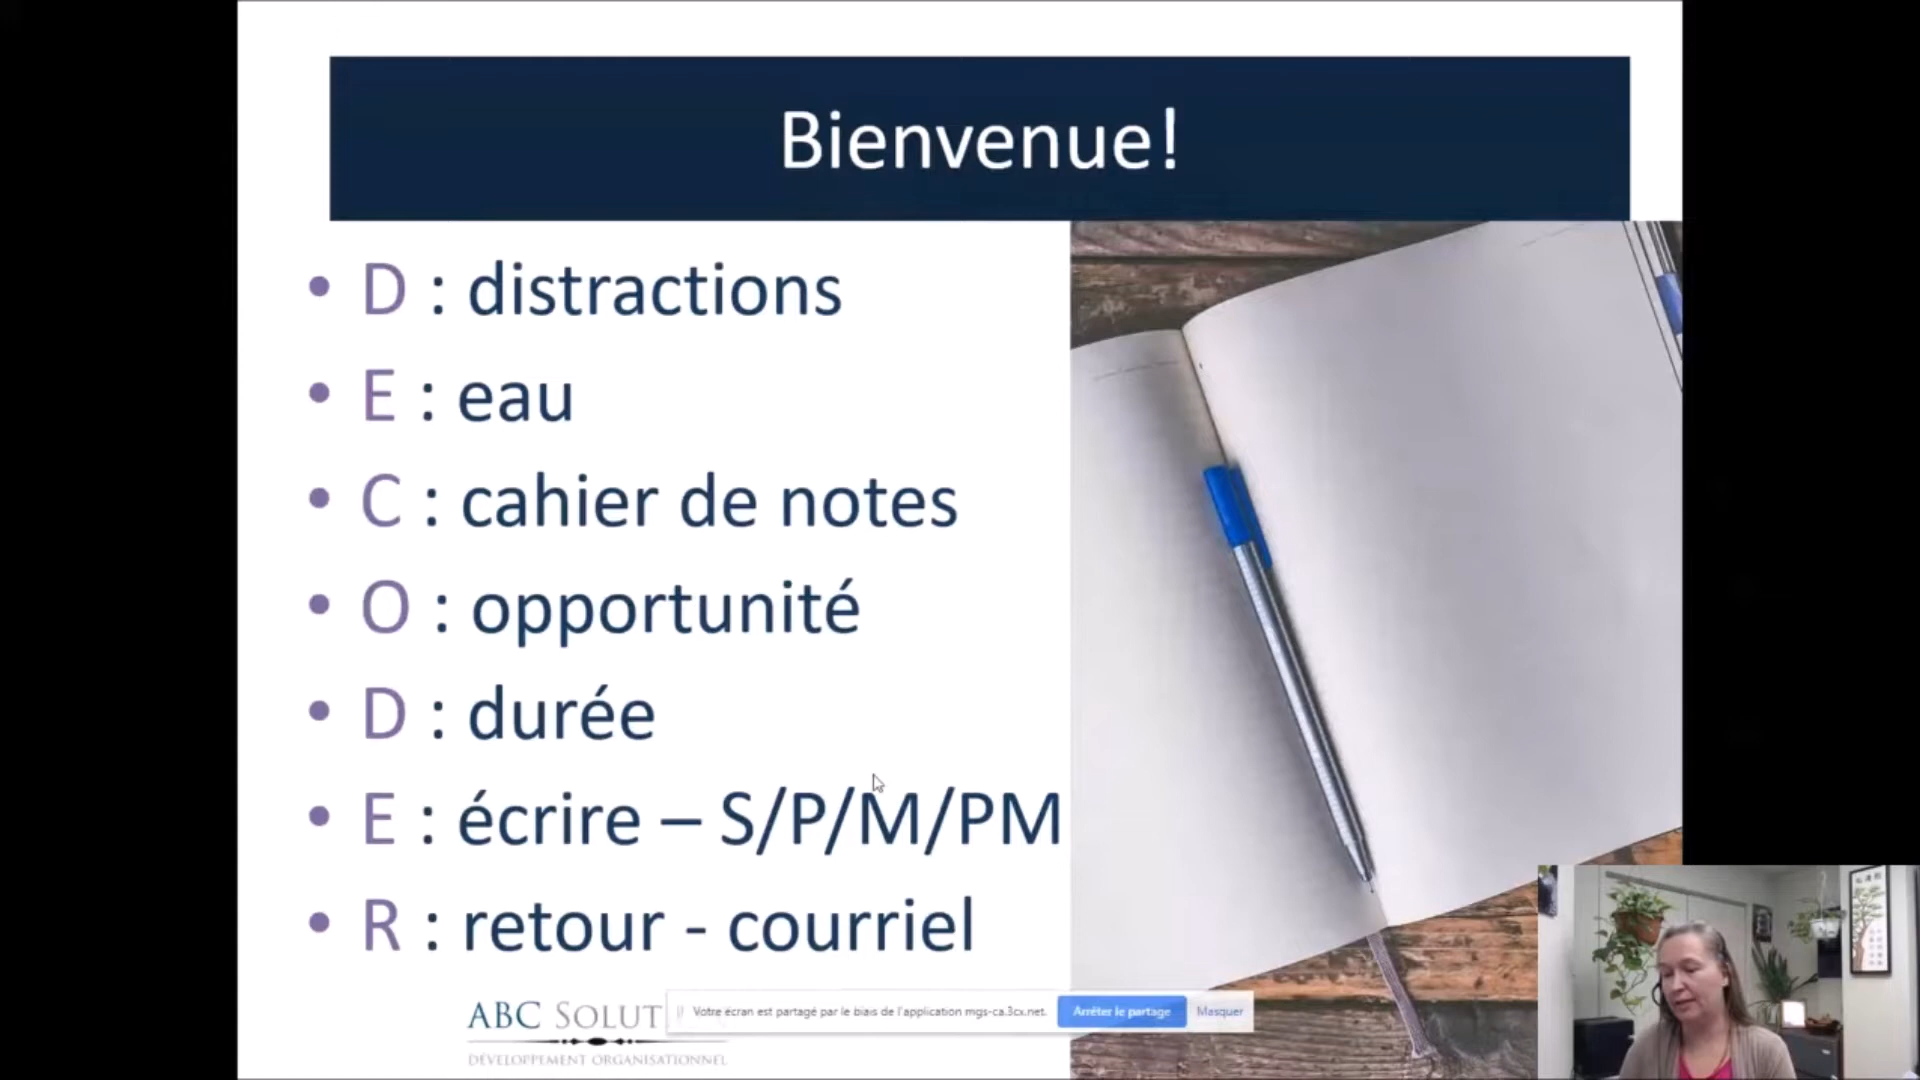 Bienvenue!
• D : distractions
• E : eau
• C : cahier de notes
• O : opportunité
• D : durée
• E : écrire – S/P/M/PM
• R : retour - courriel
ABC SOLUT
DÉVELOPPEMENT ORGANISATIONNEL
Votre écran est partagé par le biais de l'application mgs-ca.3cx.net. Arrêter le partage Masquer